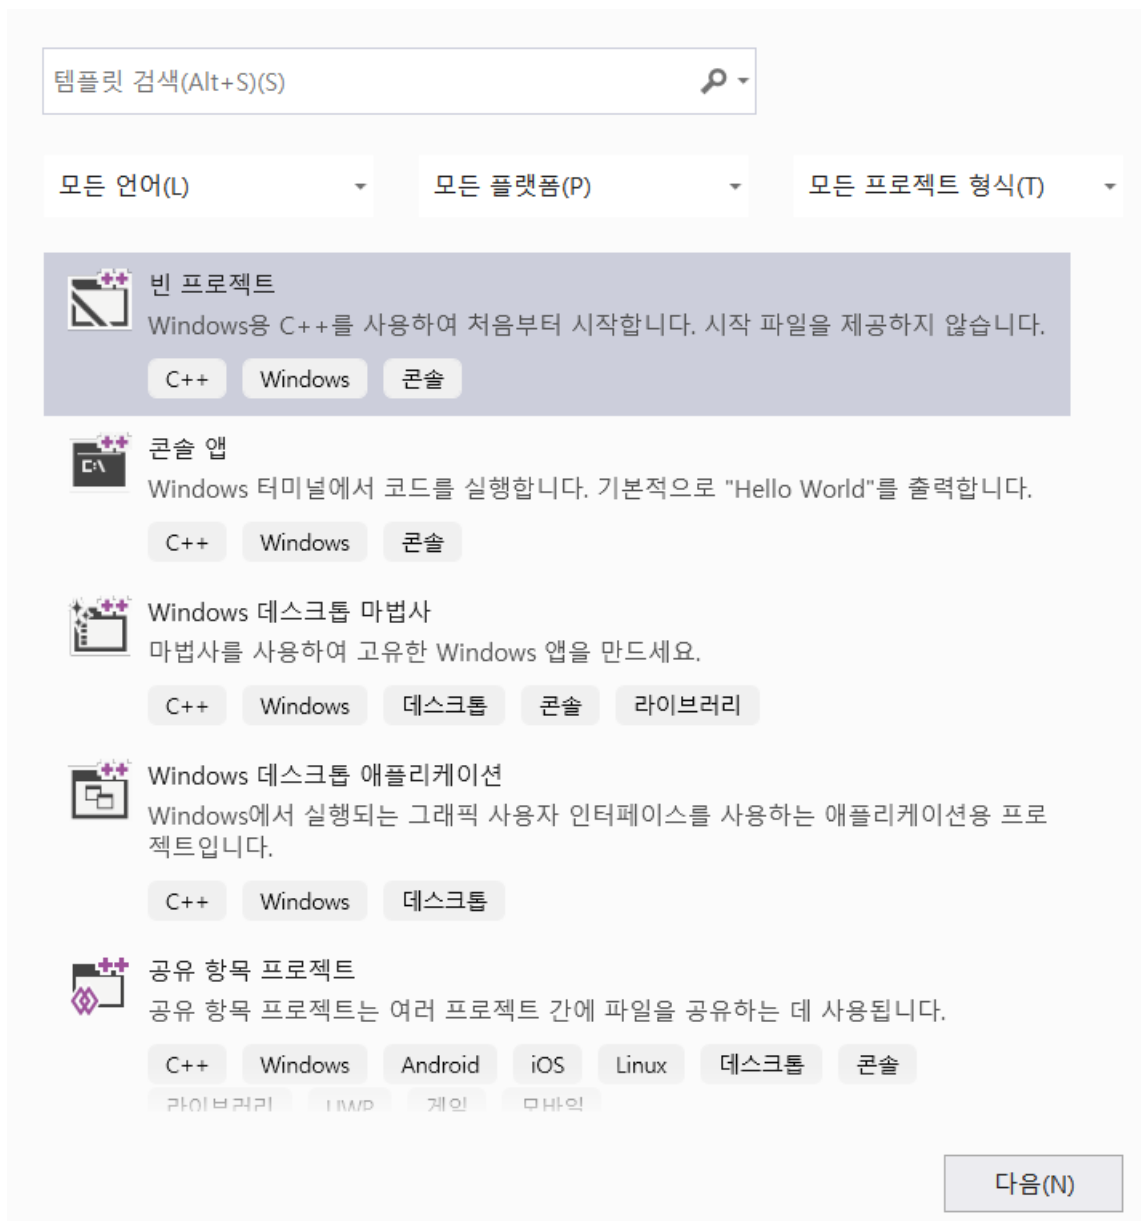 템플릿 검색(Alt+S)(S)
모든 언어(L) 모든 플랫폼(P) 모든 프로젝트 형식(T)
빈 프로젝트
Windows용 C++를 사용하여 처음부터 시작합니다. 시작 파일을 제공하지 않습니다.
C++ Windows 콘솔
C:\
콘솔 앱
Windows 터미널에서 코드를 실행합니다. 기본적으로 "Hello World"를 출력합니다.
C++ Windows 콘솔
Windows 데스크톱 마법사
마법사를 사용하여 고유한 Windows 앱을 만드세요.
C++ Windows 데스크톱 콘솔 라이브러리
Windows 데스크톱 애플리케이션
Windows에서 실행되는 그래픽 사용자 인터페이스를 사용하는 애플리케이션용 프로
젝트입니다.
C++ Windows 데스크톱
공유 항목 프로젝트
공유 항목 프로젝트는 여러 프로젝트 간에 파일을 공유하는 데 사용됩니다.
C++ Windows Android iOS Linux 데스크톱 콘솔
라이브러리 UWP 게임 모바일
다음(N)